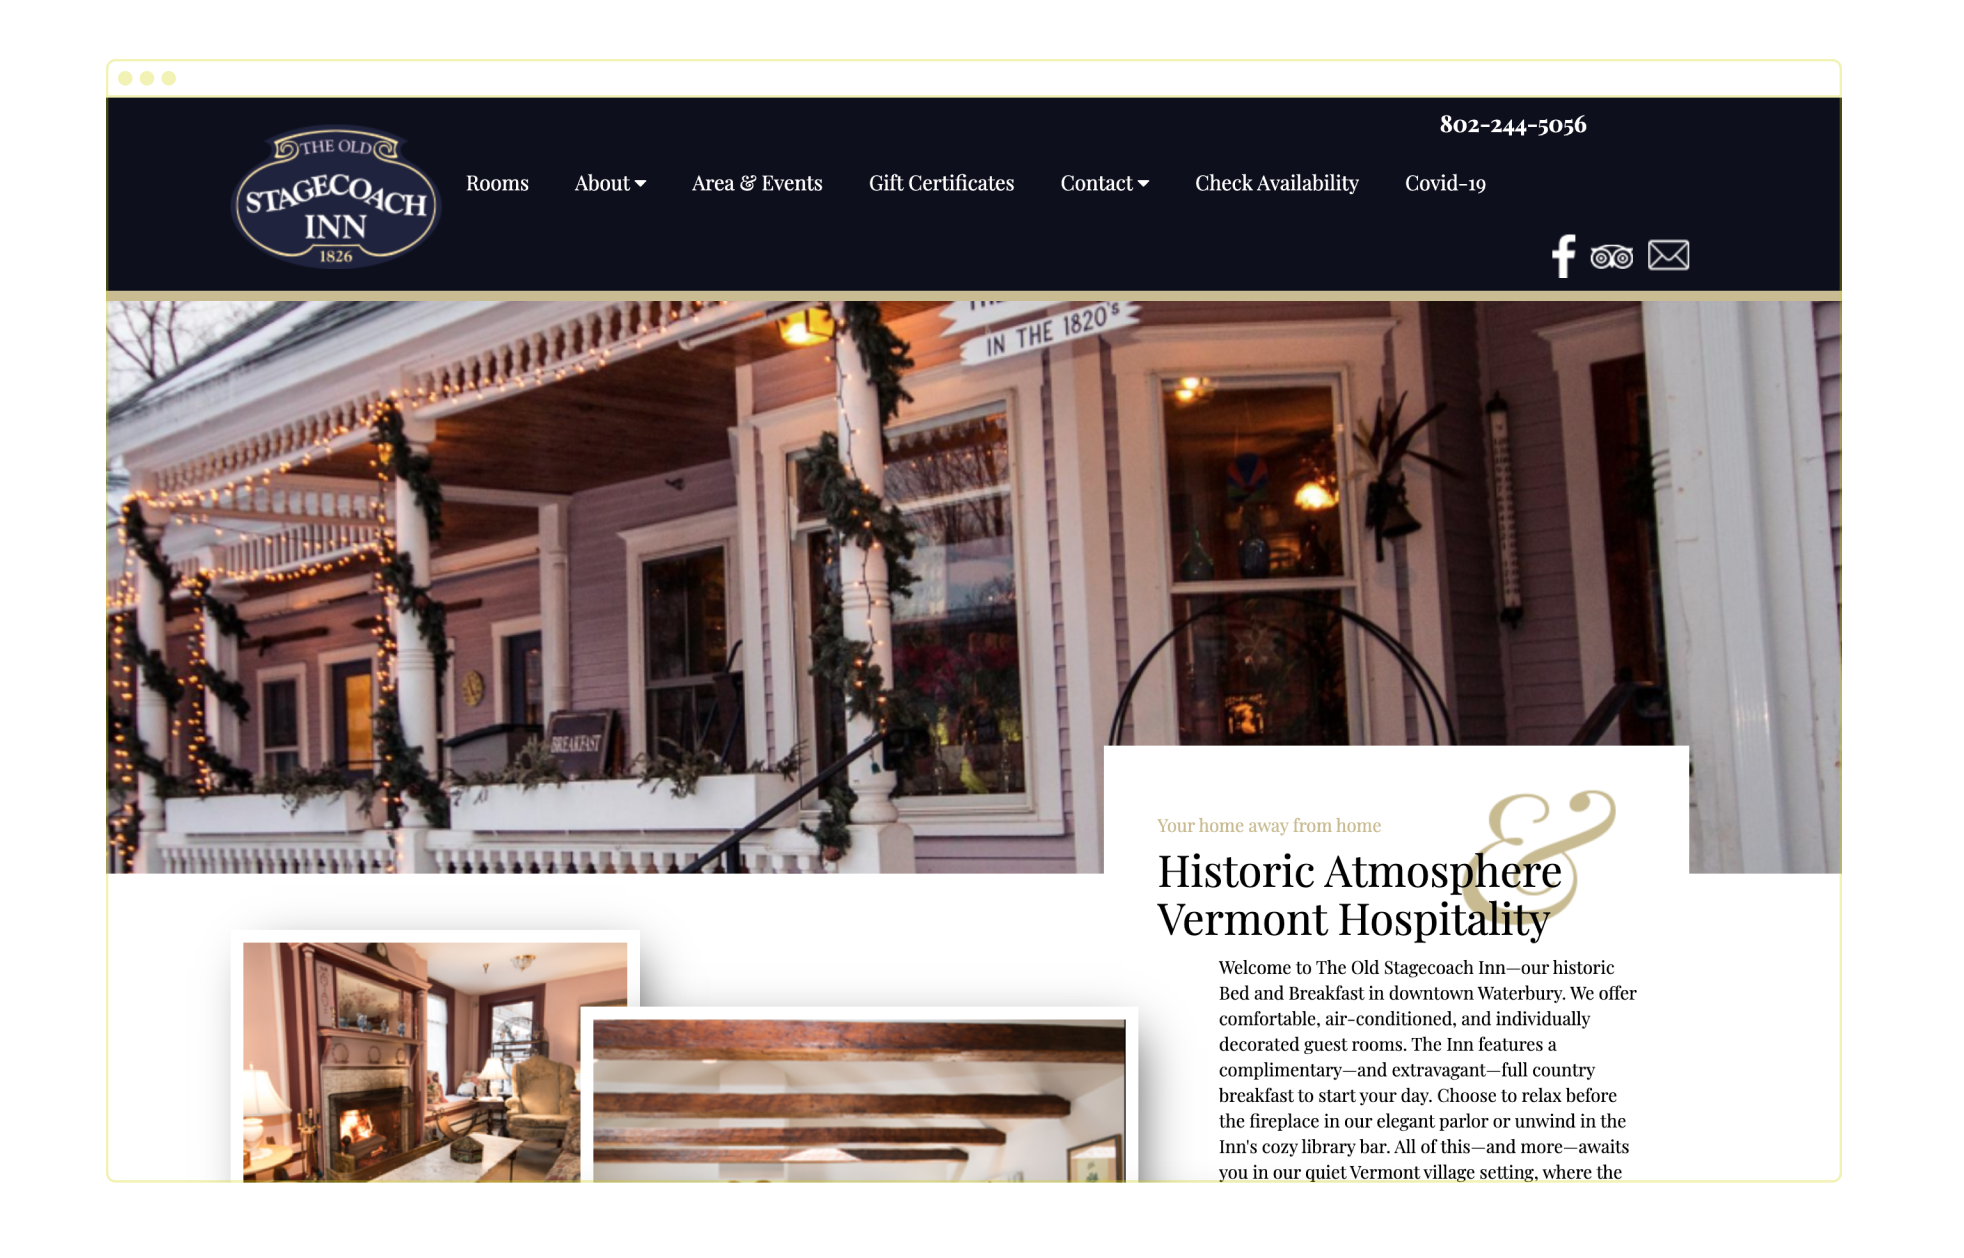 802-244-5056
THE OLD
STAGECOACH
INN
1826
Rooms
About
Area & Events
Gift Certificates
Contact
Check Availability
Covid-19
IN THE 1820's
BREAKFAST
&
Your home away from home
Historic Atmosphere
Vermont Hospitality
Welcome to The Old Stagecoach Inn—our historic
Bed and Breakfast in downtown Waterbury. We offer
comfortable, air-conditioned, and individually
decorated guest rooms. The Inn features a
complimentary—and extravagant—full country
breakfast to start your day. Choose to relax before
the fireplace in our elegant parlor or unwind in the
Inn's cozy library bar. All of this—and more—awaits
you in our quiet Vermont village setting, where the